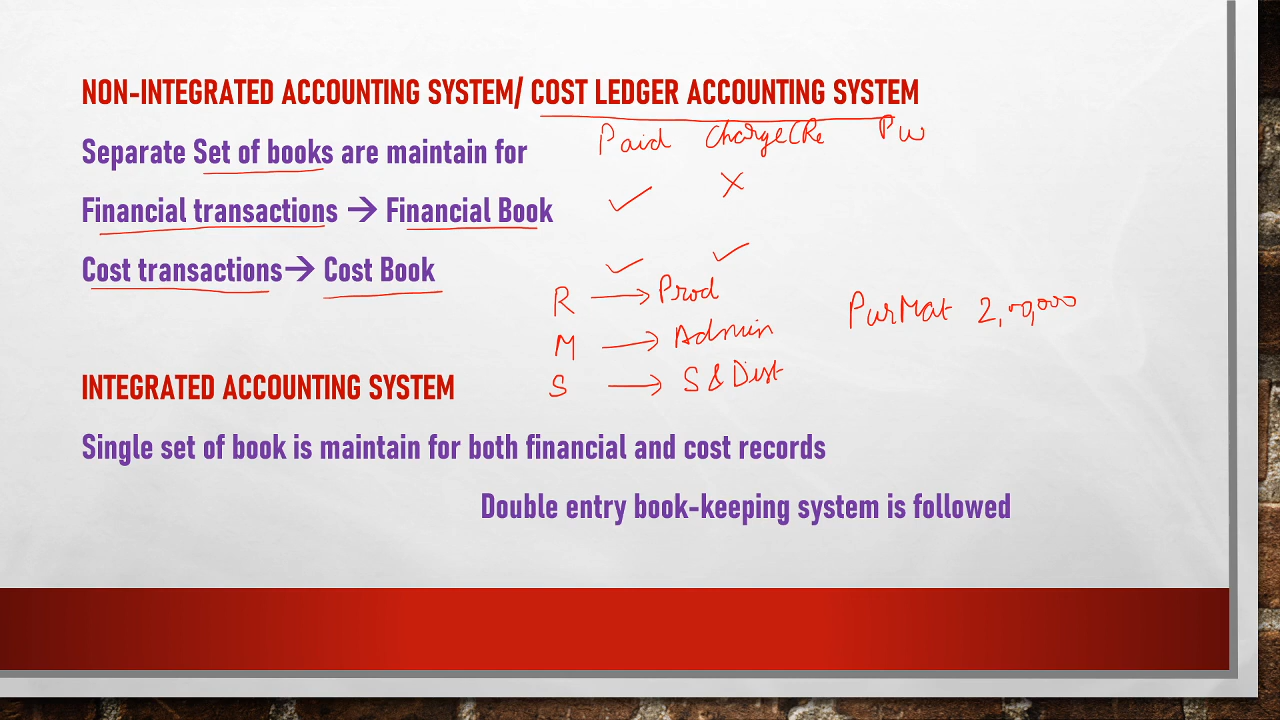 NON-INTEGRATED ACCOUNTING SYSTEM/ COST LEDGER ACCOUNTING SYSTEM
Paid Charge(Re PW
Separate Set of books are maintain for
✓ ×
Financial transactions → Financial Book
✓ ✓
Cost transactions→ Cost Book
R → Prod
PurMat 2,00,000
M → Admin
S → S & Dist
INTEGRATED ACCOUNTING SYSTEM
Single set of book is maintain for both financial and cost records
Double entry book-keeping system is followed